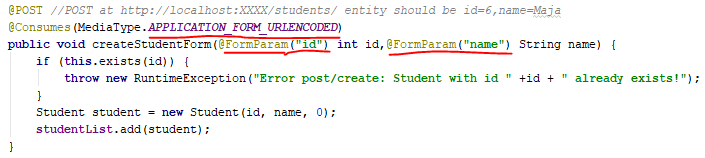 @POST //POST at http://localhost:XXXX/students/ entity should be id=6,name=Maja
@Consumes(MediaType.APPLICATION_FORM_URLENCODED)
public void createStudentForm(@FormParam("id") int id,@FormParam("name") String name) {
    if (this.exists(id)) {
        throw new RuntimeException("Error post/create: Student with id " +id + " already exists!");
    }
    Student student = new Student(id, name, 0);
    studentList.add(student);
}